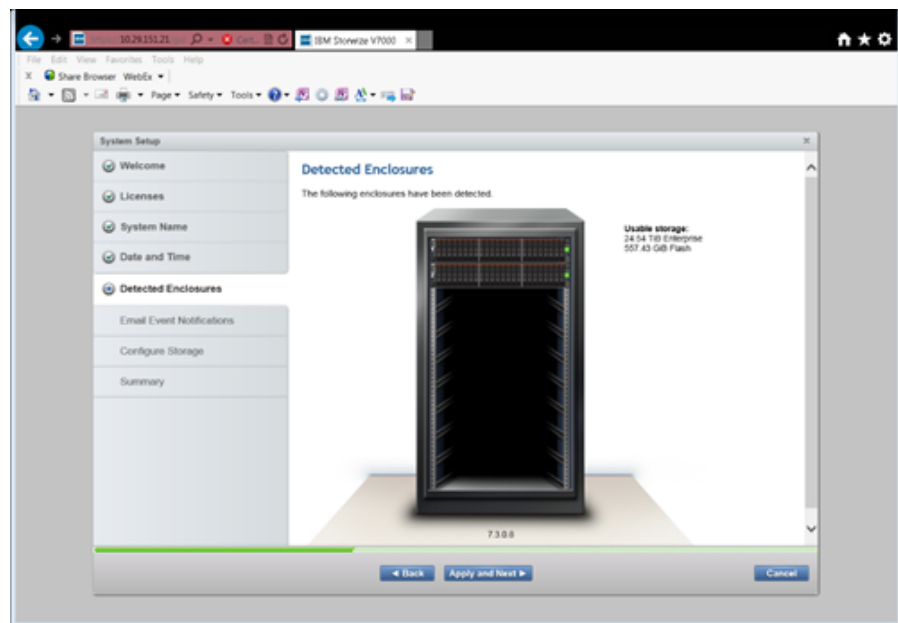 10.29.151.21
Cert...
IBM Storwize V7000 ×
File Edit View Favorites Tools Help
X Share Browser WebEx
Page Safety Tools
System Setup
Welcome
Licenses
System Name
Date and Time
Detected Enclosures
Email Event Notifications
Configure Storage
Summary
Detected Enclosures
The following enclosures have been detected.
Usable storage:
24.54 TiB Enterprise
557.43 GiB Flash
7.3.0.8
Back
Apply and Next
Cancel